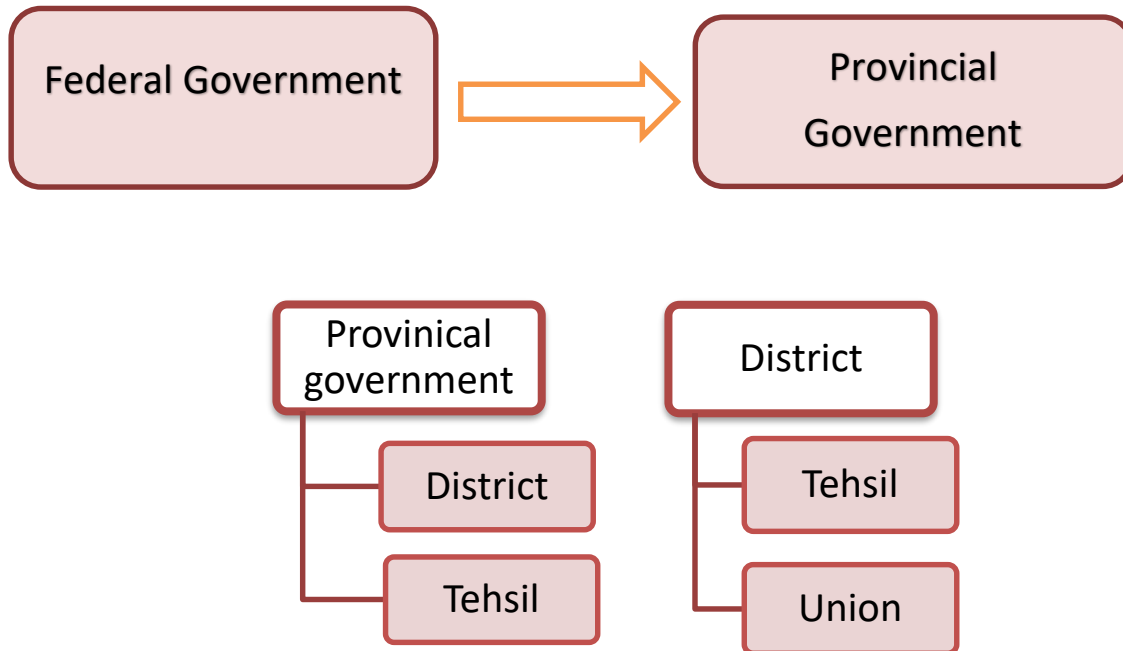 Federal Government
Provincial
Government
Provinical
government
District
Tehsil
District
Tehsil
Union